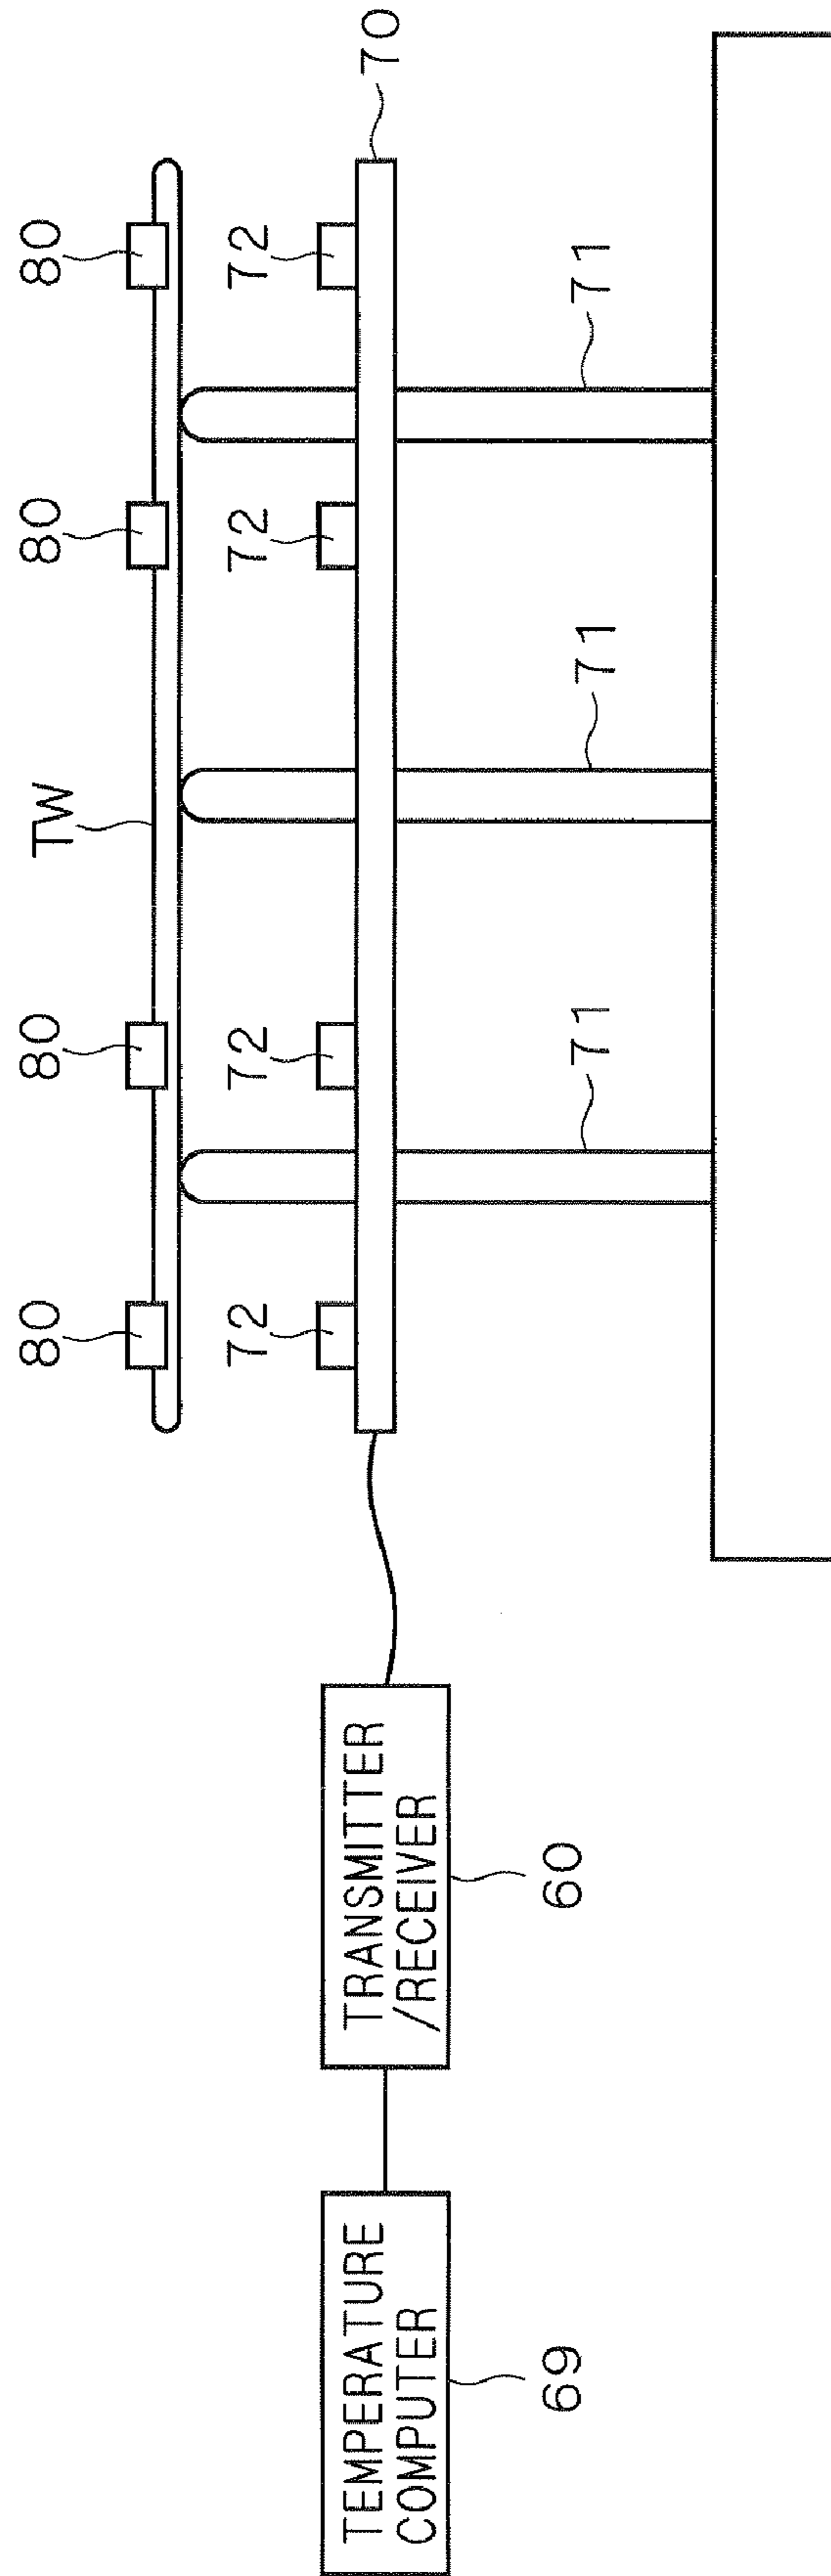 80 80 TW 80 80
72 72 72 72 70
71 71 71
TEMPERATURE
COMPUTER
69
TRANSMITTER
/RECEIVER
60